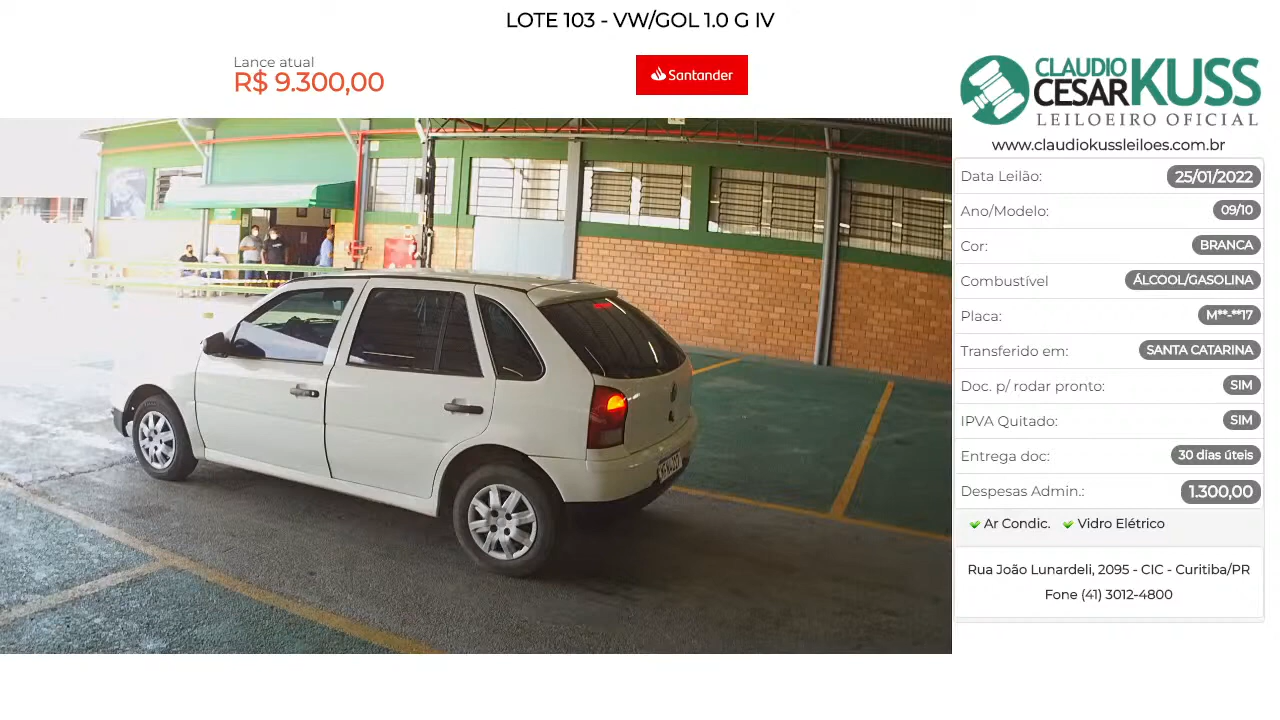 LOTE 103 - VW/GOL 1.0 G IV
Lance atual
R$ 9.300,00
Santander
CLAUDIO
CESAR
KUSS
LEILOEIRO OFICIAL
www.claudiokussleiloes.com.br
Data Leilão: 25/01/2022
Ano/Modelo: 09/10
Cor: BRANCA
Combustível ÁLCOOL/GASOLINA
Placa: M**-**17
Transferido em: SANTA CATARINA
Doc. p/ rodar pronto: SIM
IPVA Quitado: SIM
Entrega doc: 30 dias úteis
Despesas Admin.: 1.300,00
Ar Condic. Vidro Elétrico
Rua João Lunardeli, 2095 - CIC - Curitiba/PR
Fone (41) 3012-4800